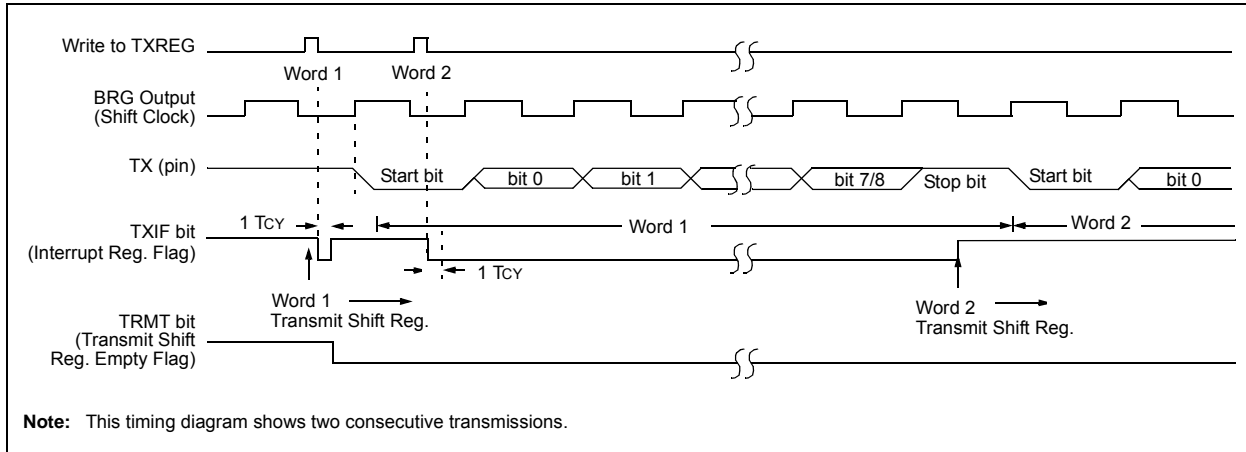 Write to TXREG
Word 1
Word 2
BRG Output
(Shift Clock)
TX (pin)
Start bit
bit 0
bit 1
bit 7/8
Stop bit
Start bit
bit 0
1 TCY
TXIF bit
(Interrupt Reg. Flag)
Word 1
Word 2
1 TCY
Word 1
Transmit Shift Reg.
Word 2
Transmit Shift Reg.
TRMT bit
(Transmit Shift
Reg. Empty Flag)
Note: This timing diagram shows two consecutive transmissions.